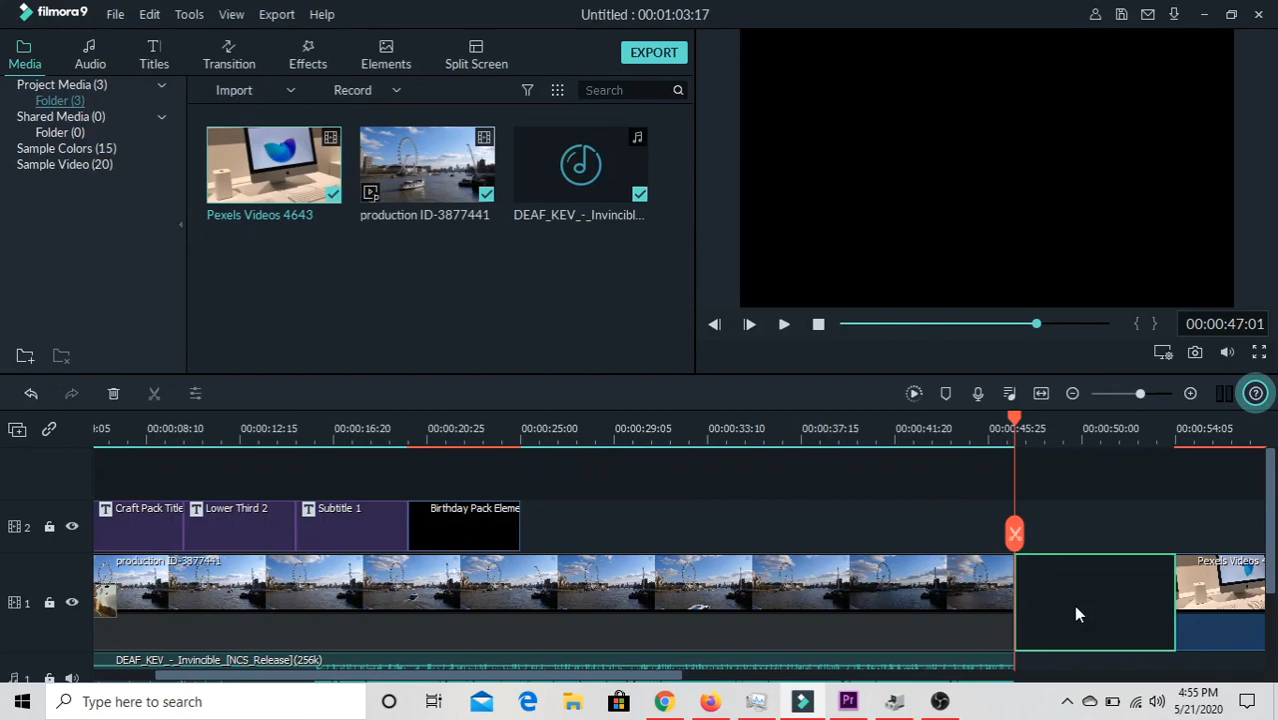 filmora9 File Edit Tools View Export Help Untitled : 00:01:03:17
Media Audio Titles Transition Effects Elements Split Screen EXPORT
Project Media (3)
Folder (3)
Shared Media (0)
Folder (0)
Sample Colors (15)
Sample Video (20)
Import Record Search
Pexels Videos 4643 production ID-3877441 DEAF_KEV_-_Invincibl...
00:00:47:01
:05 00:00:08:10 00:00:12:15 00:00:16:20 00:00:20:25 00:00:25:00 00:00:29:05 00:00:33:10 00:00:37:15 00:00:41:20 00:00:45:25 00:00:50:00 00:00:54:05
2 T Craft Pack Title T Lower Third 2 T Subtitle 1 Birthday Pack Eleme
1 production ID-3877441 Pexels Videos 4
DEAF_KEV_-_Invincible_[NCS_Release](256k)
1
Type here to search Pr 4:55 PM
5/21/2020